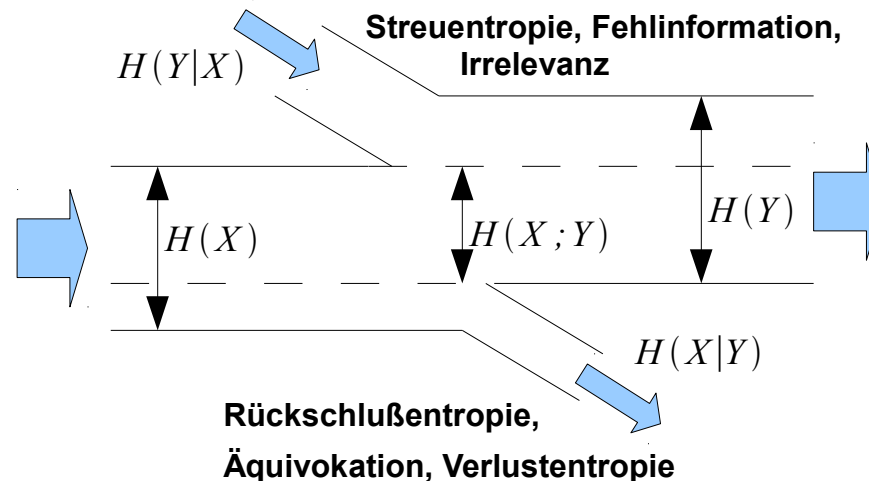 Streuentropie, Fehlinformation,
Irrelevanz
H(Y|X)
H(X)
H(X;Y)
H(Y)
H(X|Y)
Rückschlußentropie,
Äquivokation, Verlustentropie